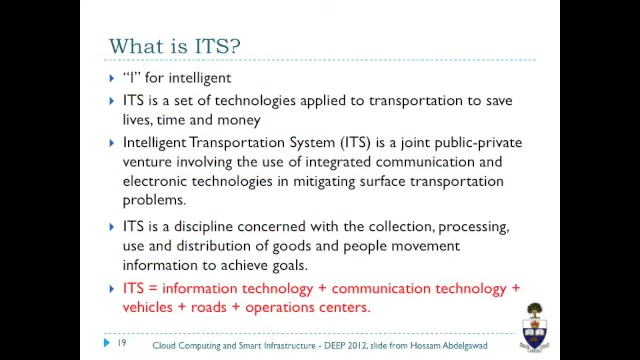 What is ITS?
"I" for intelligent
ITS is a set of technologies applied to transportation to save
lives, time and money
Intelligent Transportation System (ITS) is a joint public-private
venture involving the use of integrated communication and
electronic technologies in mitigating surface transportation
problems.
ITS is a discipline concerned with the collection, processing,
use and distribution of goods and people movement
information to achieve goals.
ITS = information technology + communication technology +
vehicles + roads + operations centers.
19 Cloud Computing and Smart Infrastructure - DEEP 2012, slide from Hossam Abdelgawad